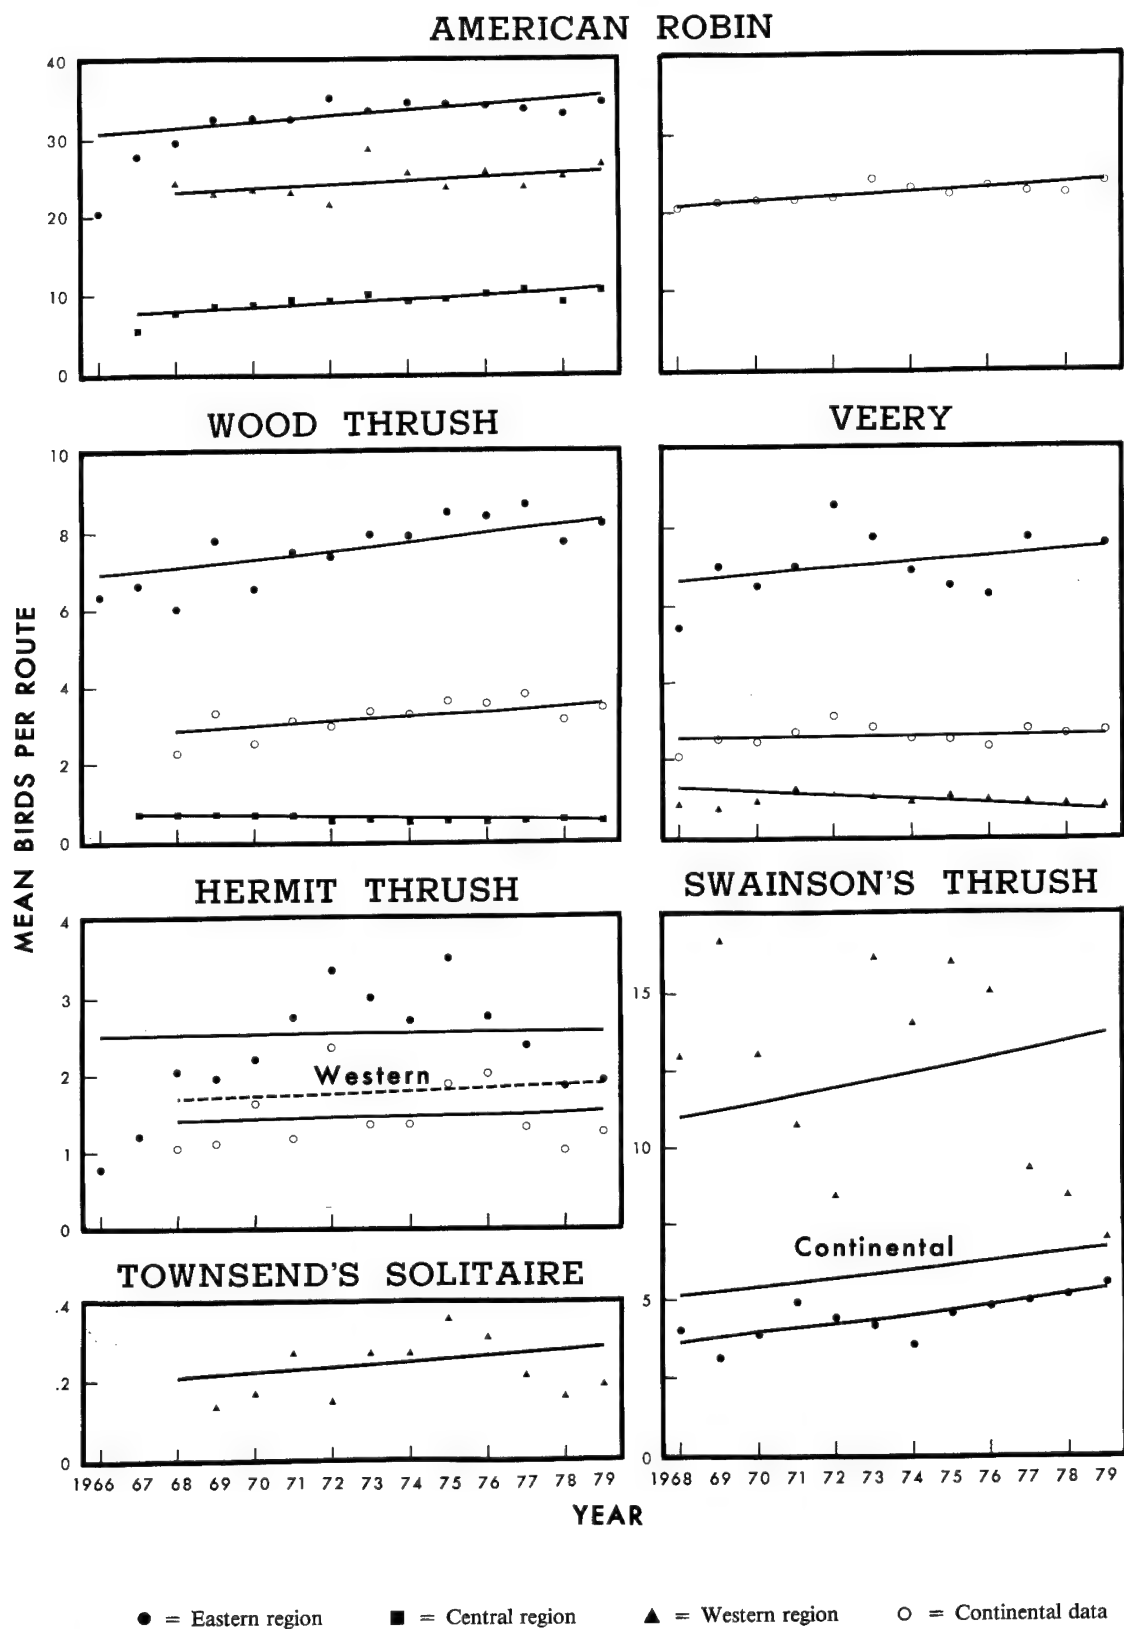 AMERICAN ROBIN
40
30
20
10
0
WOOD THRUSH
VEERY
10
8
6
4
2
0
MEAN BIRDS PER ROUTE
HERMIT THRUSH
SWAINSON'S THRUSH
4
3
2
1
0
Western
15
10
5
0
Continental
TOWNSEND'S SOLITAIRE
.4
.2
0
1966 67 68 69 70 71 72 73 74 75 76 77 78 79
1968 69 70 71 72 73 74 75 76 77 78 79
YEAR
● = Eastern region ■ = Central region ▲ = Western region ○ = Continental data